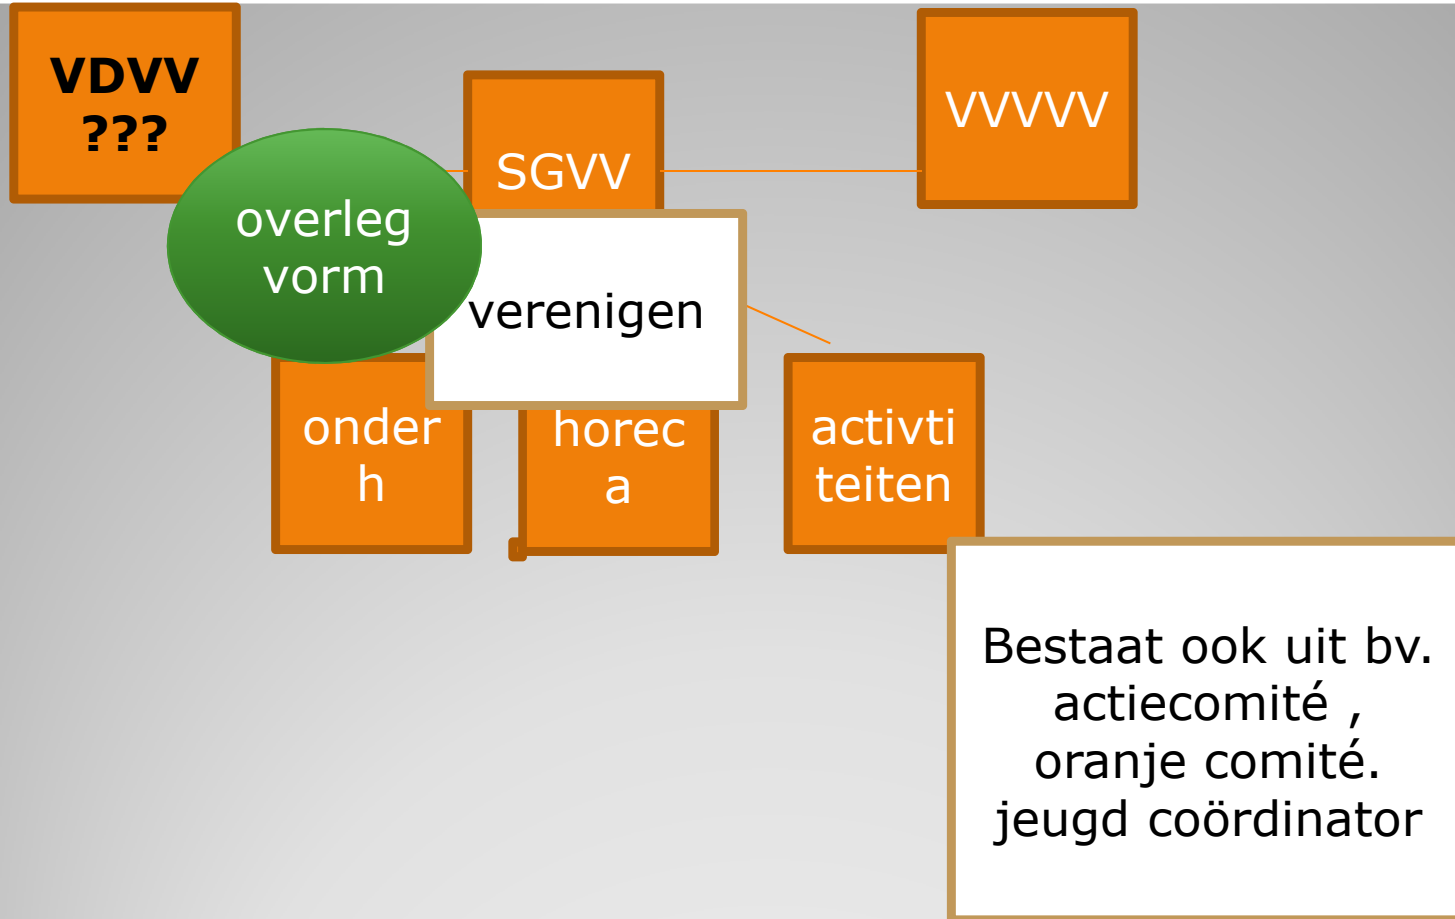 VDVV
???
SGVV
VVVVV
overleg
vorm
verenigen
onder
h
horec
a
activti
teiten
Bestaat ook uit bv.
actiecomité ,
oranje comité.
jeugd coördinator